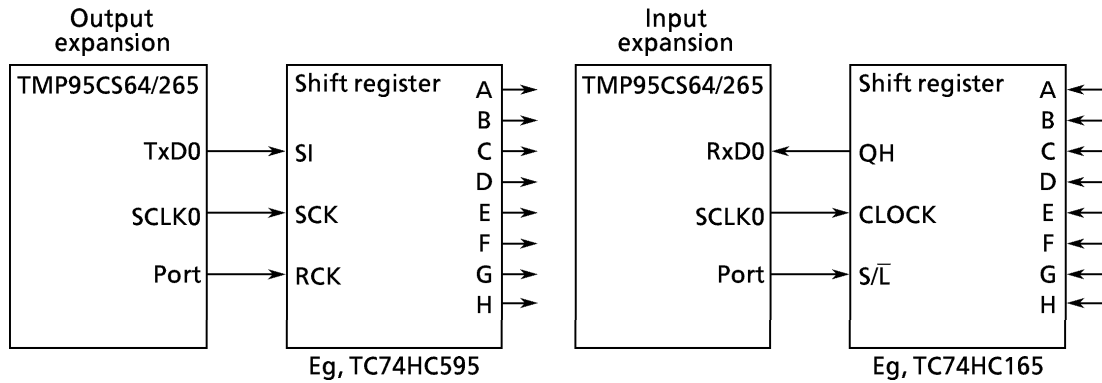 Output
expansion
TMP95CS64/265
TxD0
SCLK0
Port
Shift register
SI
SCK
RCK
A
B
C
D
E
F
G
H
Eg, TC74HC595
Input
expansion
TMP95CS64/265
RxD0
SCLK0
Port
Shift register
QH
CLOCK
S/L̅
A
B
C
D
E
F
G
H
Eg, TC74HC165